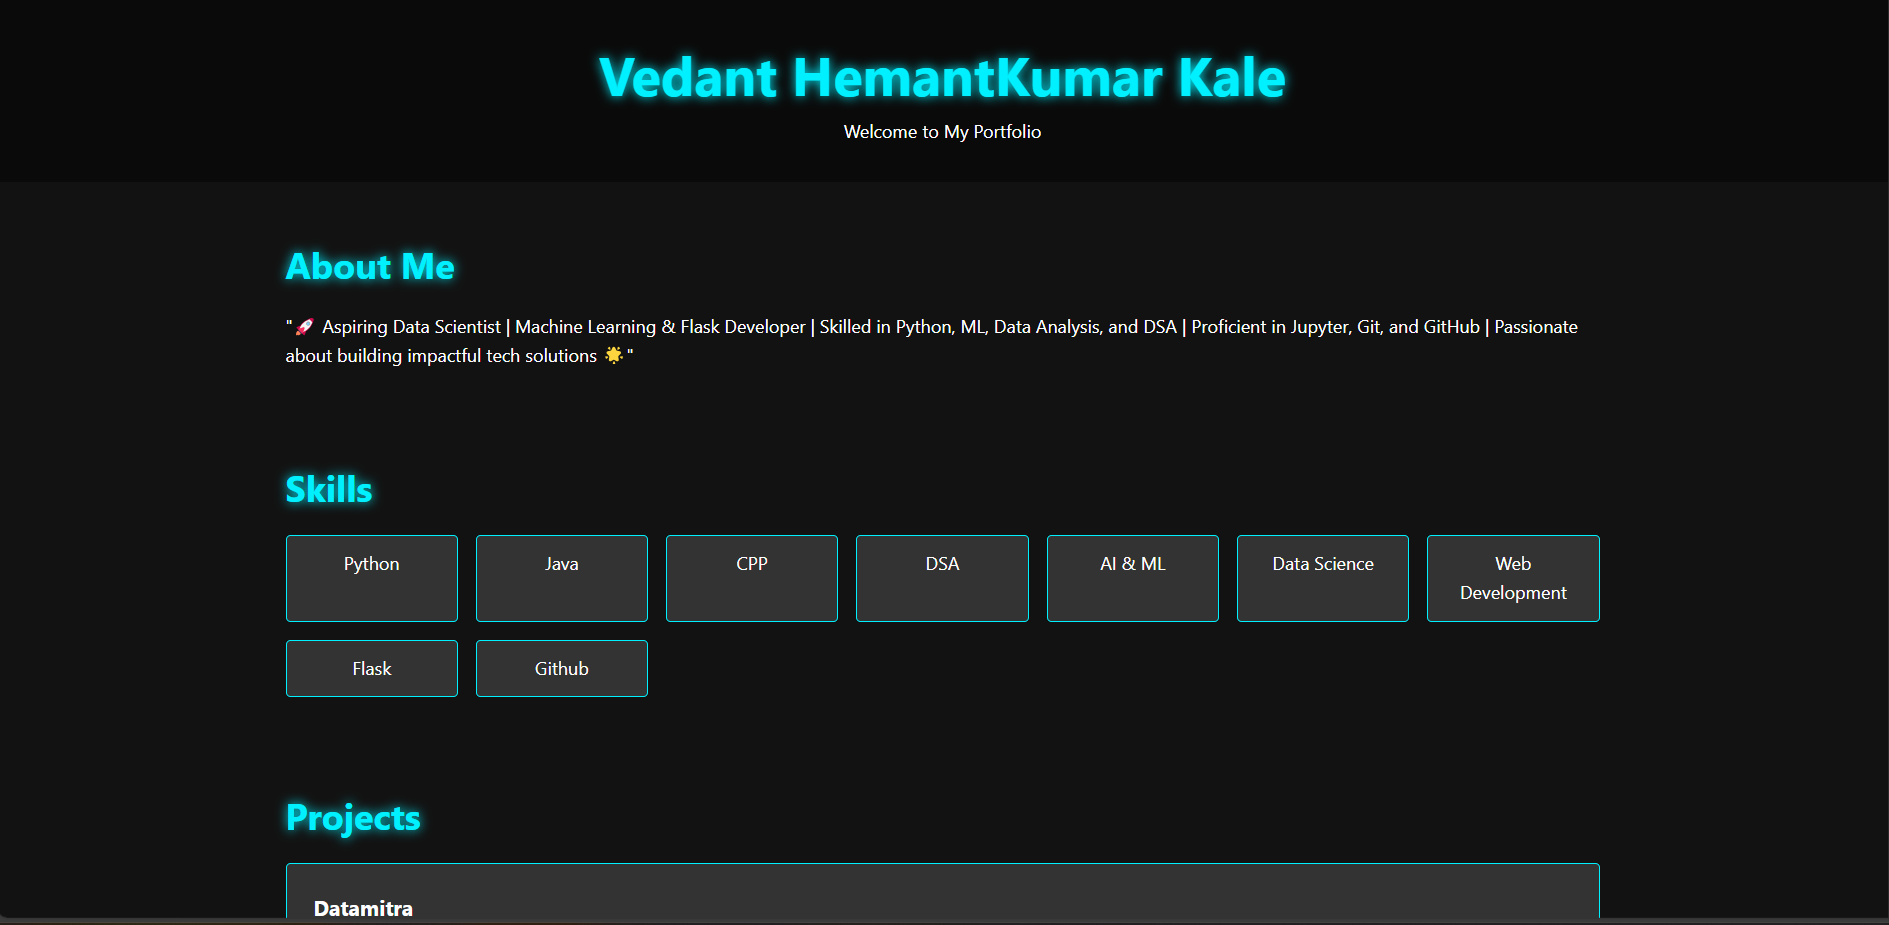 Vedant HemantKumar Kale
Welcome to My Portfolio
About Me
"🚀 Aspiring Data Scientist | Machine Learning & Flask Developer | Skilled in Python, ML, Data Analysis, and DSA | Proficient in Jupyter, Git, and GitHub | Passionate
about building impactful tech solutions 🌟"
Skills
Python
Java
CPP
DSA
AI & ML
Data Science
Web
Development
Flask
Github
Projects
Datamitra